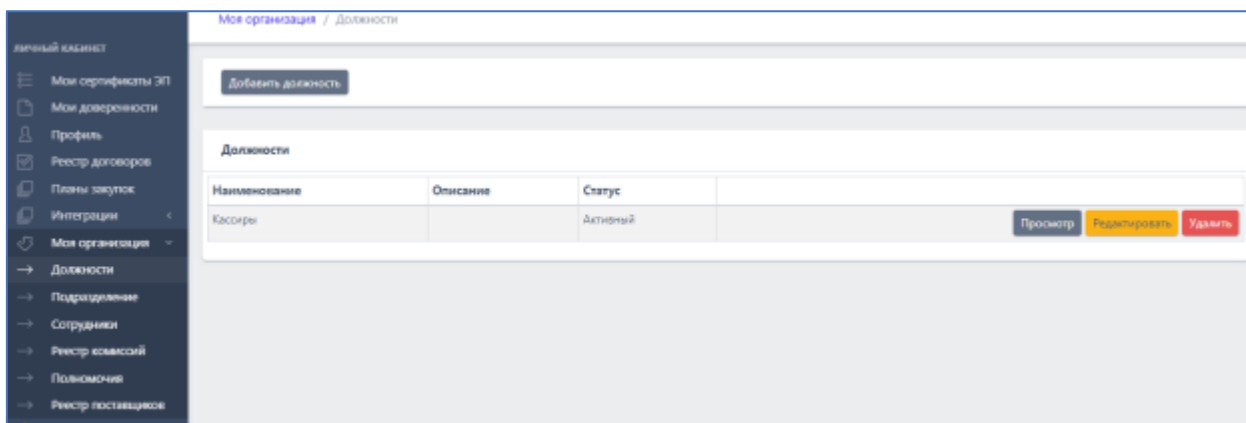 Моя организация / Должности
ЛИЧНЫЙ КАБИНЕТ
Мои сертификаты ЭП
Мои доверенности
Профиль
Реестр договоров
Планы закупок
Интеграции
Моя организация
Должности
Подразделение
Сотрудники
Реестр комиссий
Полномочия
Реестр поставщиков
Добавить должность
Должности
Наименование Описание Статус
Кассиры Активный Просмотр Редактировать Удалить